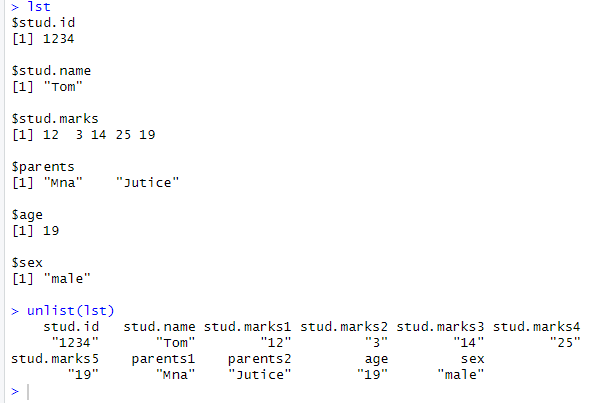 > lst
$stud.id
[1] 1234
$stud.name
[1] "Tom"
$stud.marks
[1] 12  3 14 25 19
$parents
[1] "Mna"    "Jutice"
$age
[1] 19
$sex
[1] "male"
> unlist(lst)
    stud.id   stud.name stud.marks1 stud.marks2 stud.marks3 stud.marks4
     "1234"       "Tom"        "12"         "3"        "14"        "25"
stud.marks5    parents1    parents2         age         sex
       "19"       "Mna"    "Jutice"        "19"      "male"
>